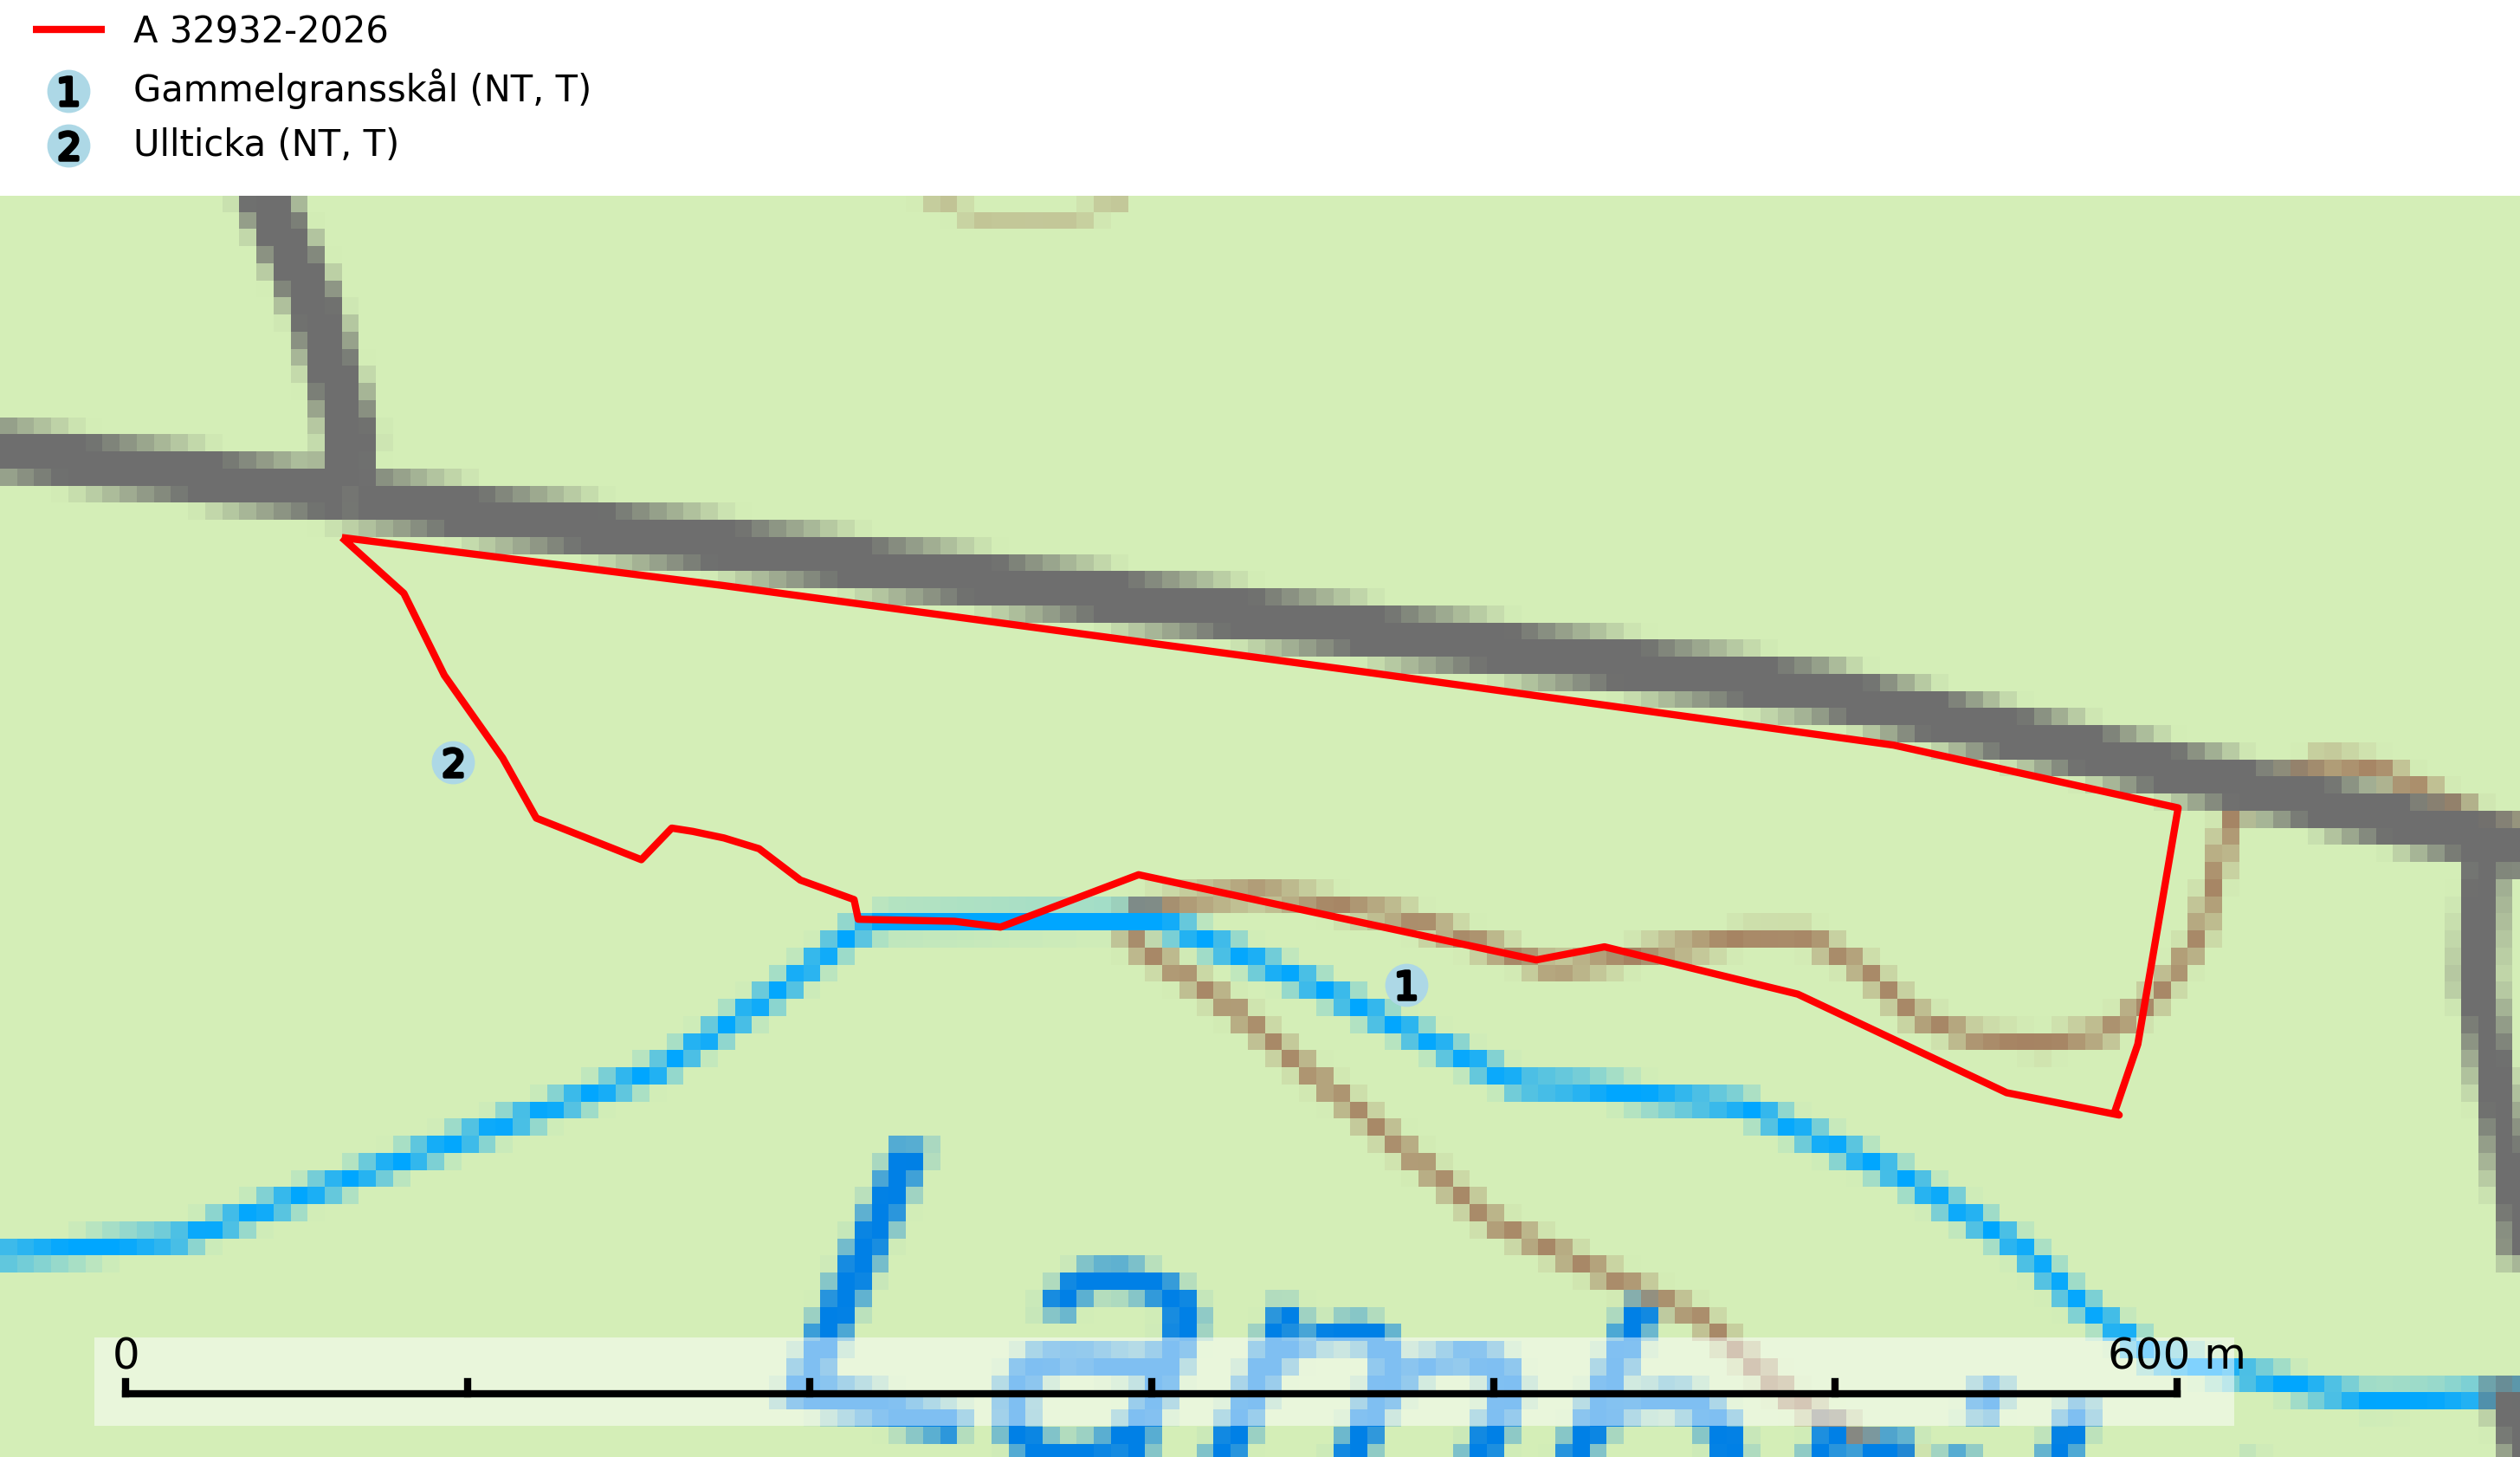 A 32932-2026
1 Gammelgransskål (NT, T)
2 Ullticka (NT, T)
2
1
0 600 m